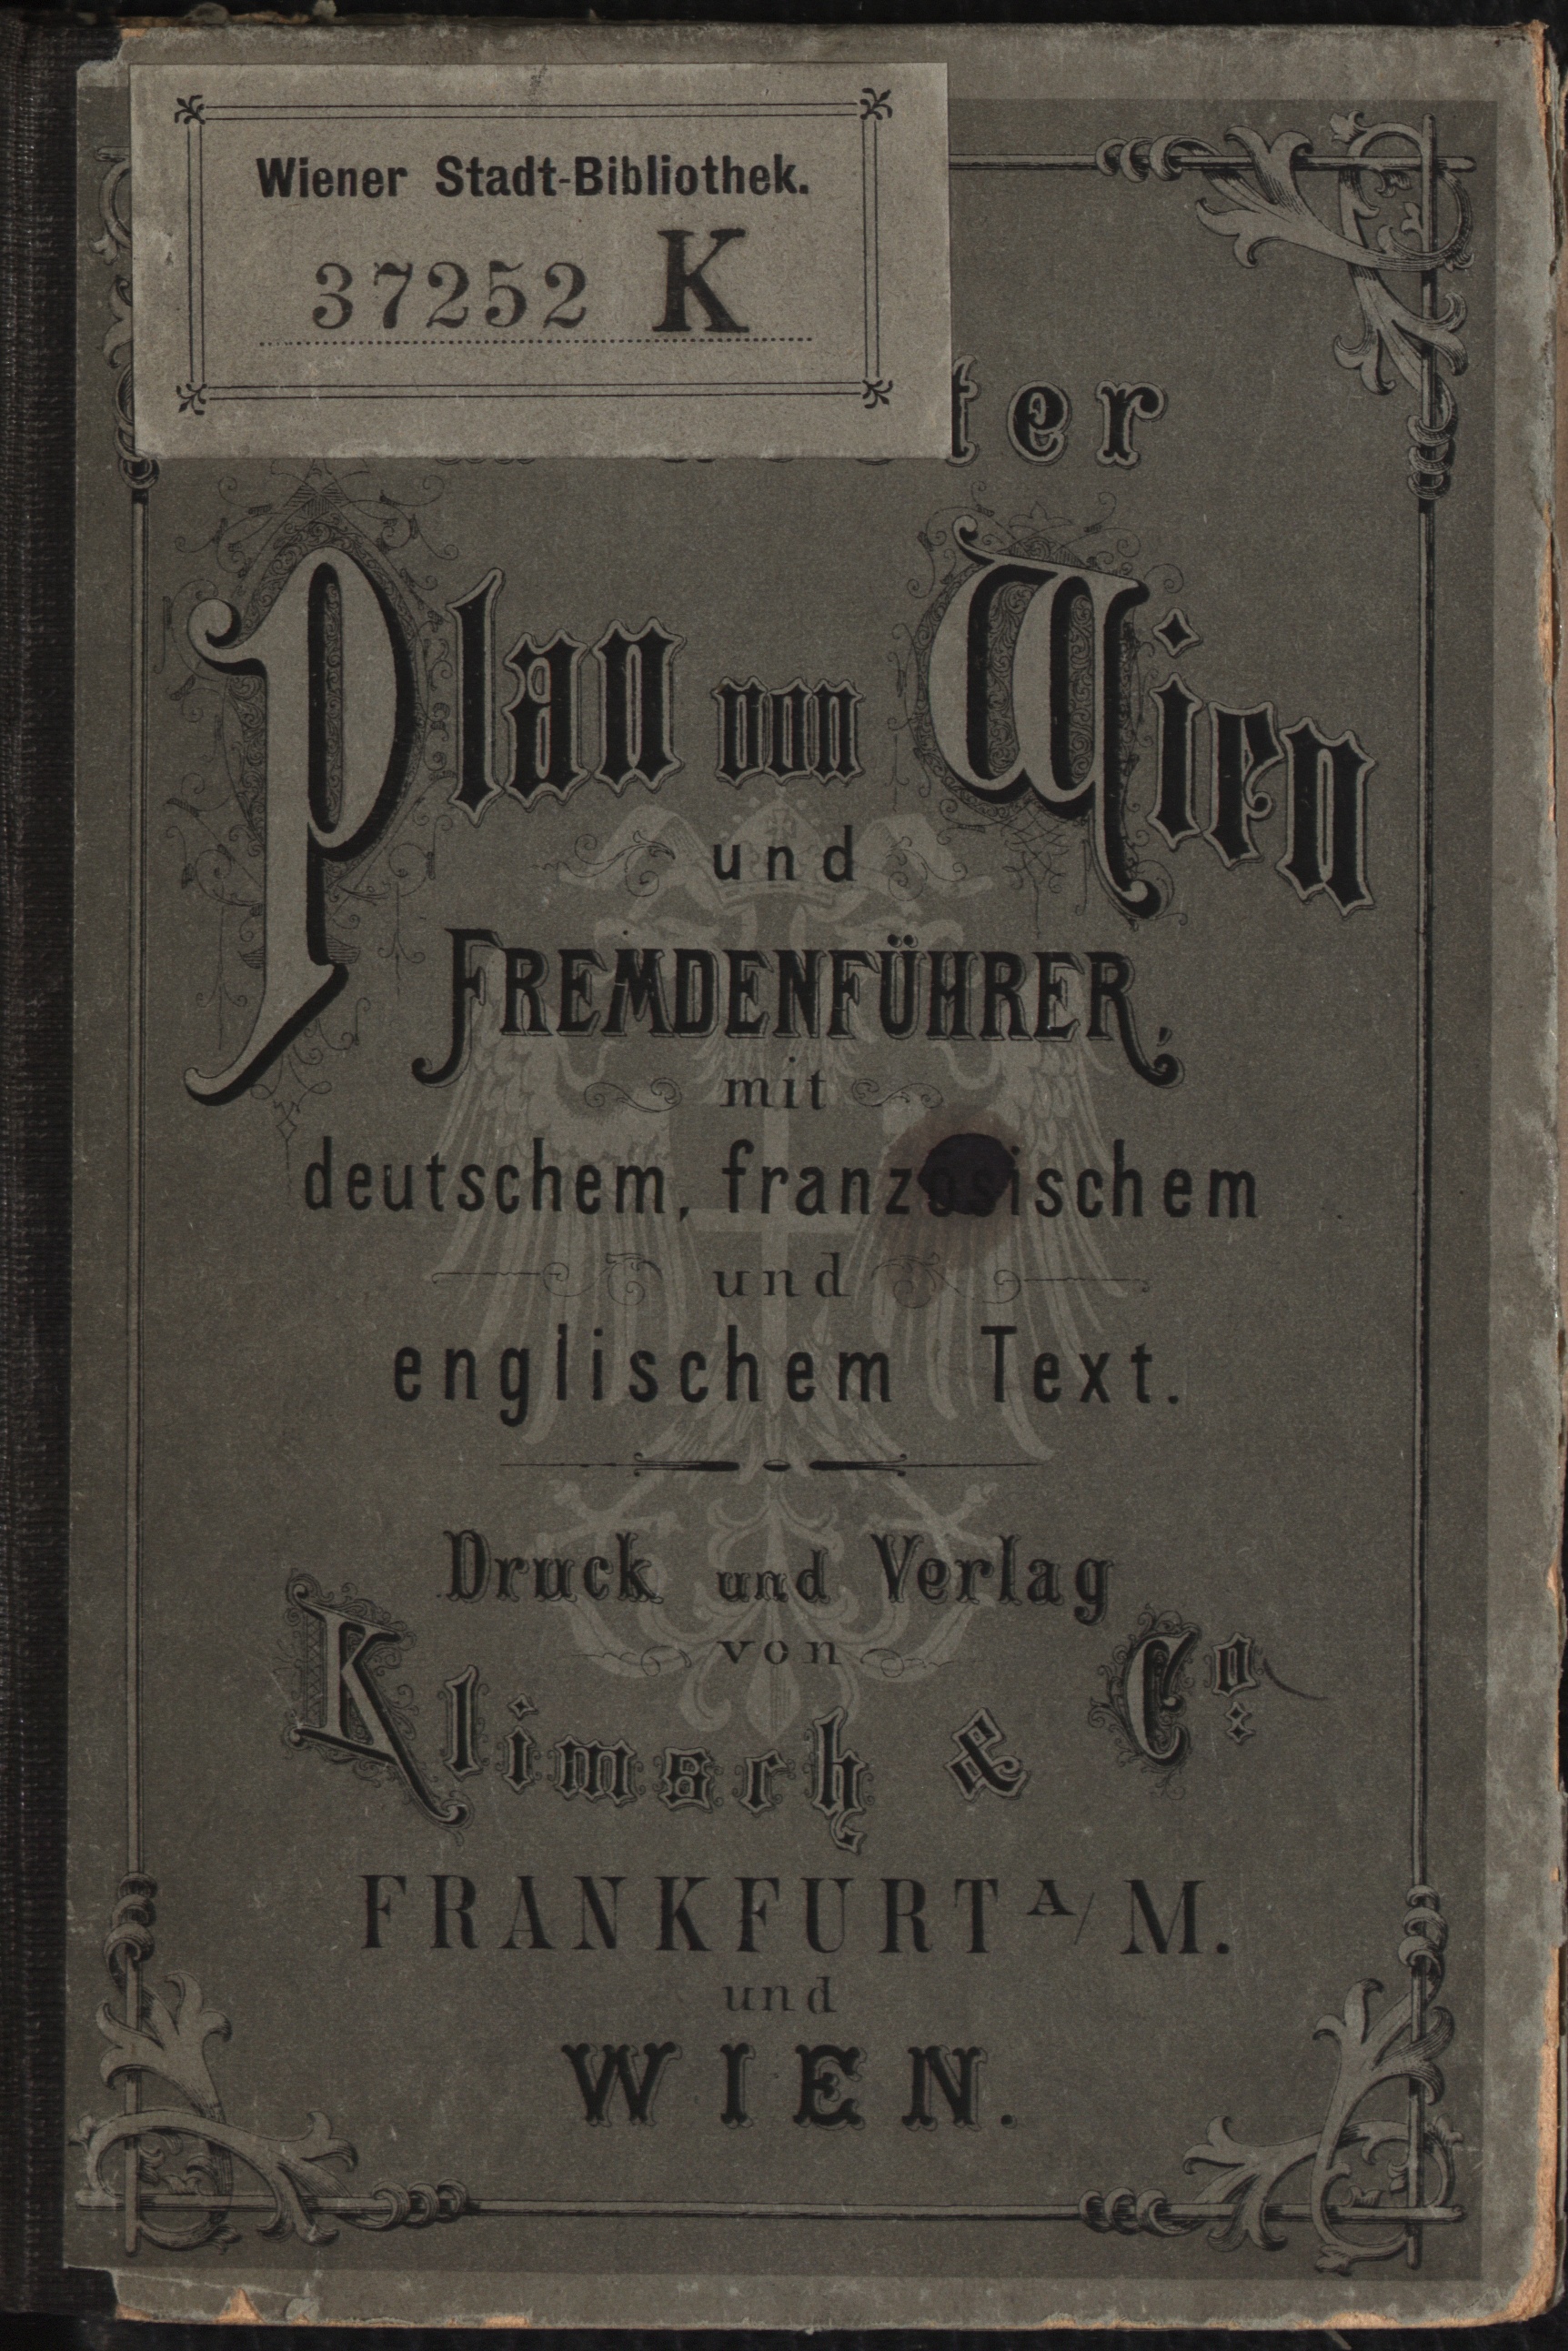 Wiener Stadt-Bibliothek.
37252 K
ter
Plan von Wien
und
FREMDENFÜHRER,
mit
deutschem, französischem
und
englischem Text.
Druck und Verlag
von
Klimsch & Co:
FRANKFURT A/M.
und
WIEN.